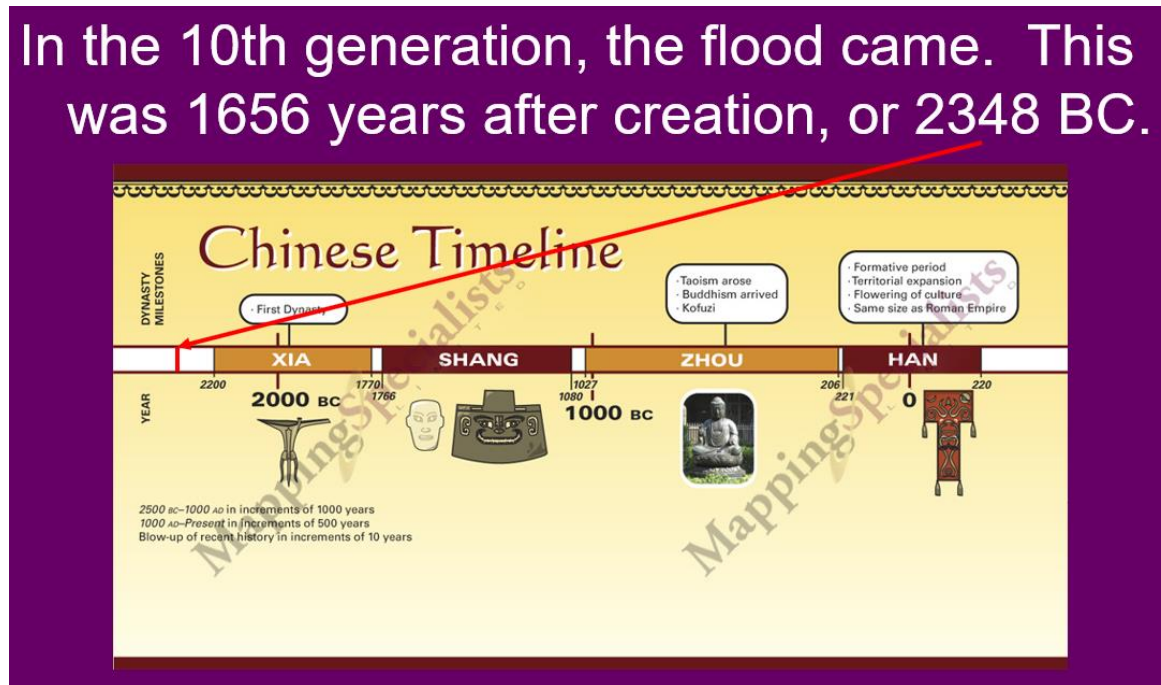 In the 10th generation, the flood came.  This
was 1656 years after creation, or 2348 BC.
Chinese Timeline
DYNASTY
MILESTONES
· First Dynasty
· Taoism arose
· Buddhism arrived
· Kofuzi
· Formative period
· Territorial expansion
· Flowering of culture
· Same size as Roman Empire
XIA
SHANG
ZHOU
HAN
YEAR
2200
2000 BC
1770
1766
1080
1027
1000 BC
206
221
0
220
2500 BC–1000 AD in increments of 1000 years
1000 AD–Present in increments of 500 years
Blow-up of recent history in increments of 10 years
MappingSpecialists
LIMITED
MappingSpecialists
LIMITED